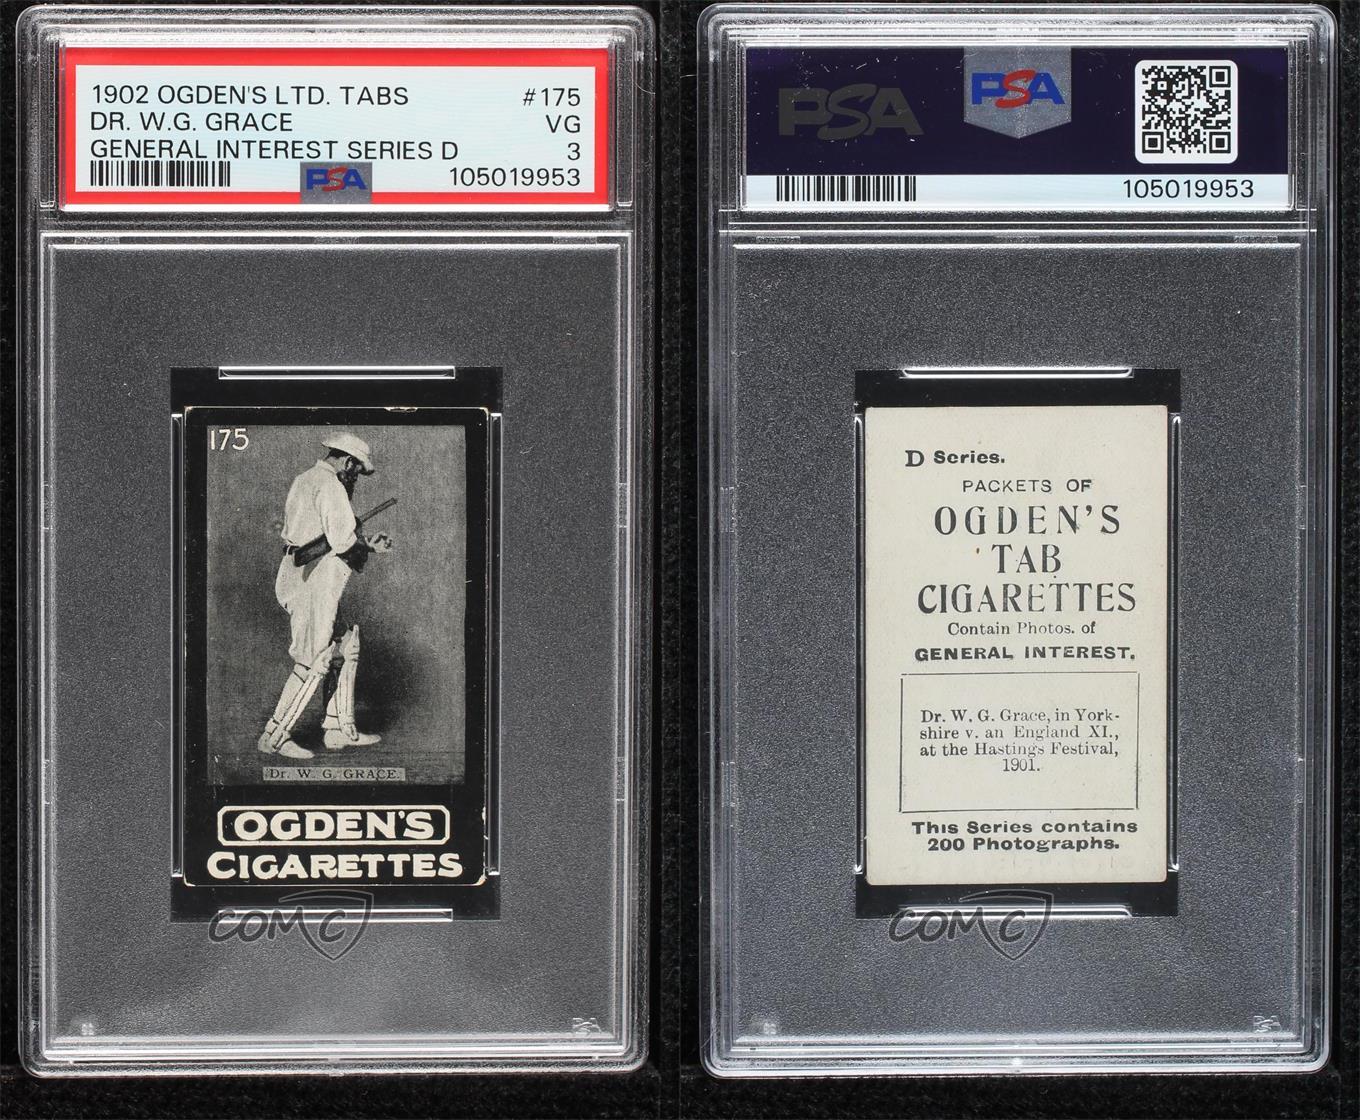 1902 OGDEN'S LTD. TABS #175
DR. W.G. GRACE VG
GENERAL INTEREST SERIES D 3
PSA 105019953
175
Dr. W. G. GRACE.
OGDEN'S
CIGARETTES
COMC
PSA PSA
105019953
D Series.
PACKETS OF
OGDEN'S
TAB
CIGARETTES
Contain Photos. of
GENERAL INTEREST.
Dr. W. G. Grace, in York-
shire v. an England XI.,
at the Hastings Festival,
1901.
This Series contains
200 Photographs.
COMC